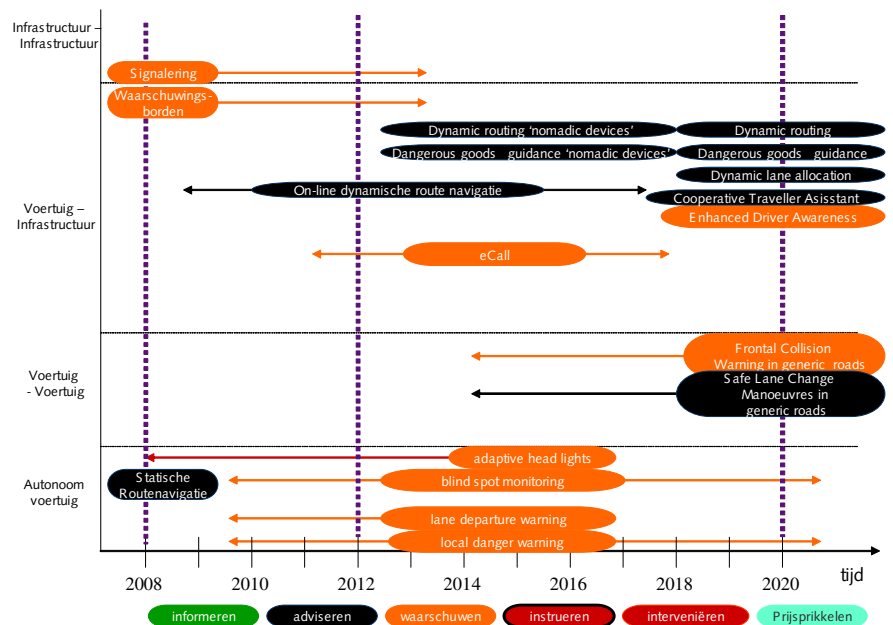 Infrastructuur –
Infrastructuur
Signalering
Waarschuwings-
borden
Dynamic routing 'nomadic devices'
Dynamic routing
Dangerous goods guidance 'nomadic devices'
Dangerous goods guidance
Dynamic lane allocation
On-line dynamische route navigatie
Cooperative Traveller Asisstant
Voertuig –
Infrastructuur
Enhanced Driver Awareness
eCall
Frontal Collision
Warning in generic roads
Voertuig
- Voertuig
Safe Lane Change
Manoeuvres in
generic roads
adaptive head lights
Autonoom
voertuig
Statische
Routenavigatie
blind spot monitoring
lane departure warning
local danger warning
2008 2010 2012 2014 2016 2018 2020 tijd
informeren adviseren waarschuwen instrueren interveniëren Prijsprikkelen